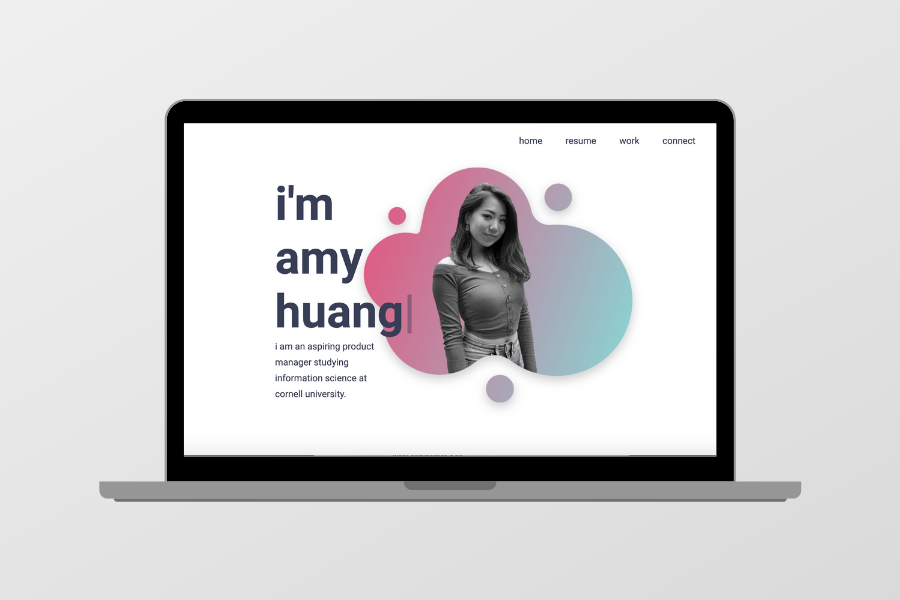 home resume work connect
i'm
amy
huang
i am an aspiring product
manager studying
information science at
cornell university.